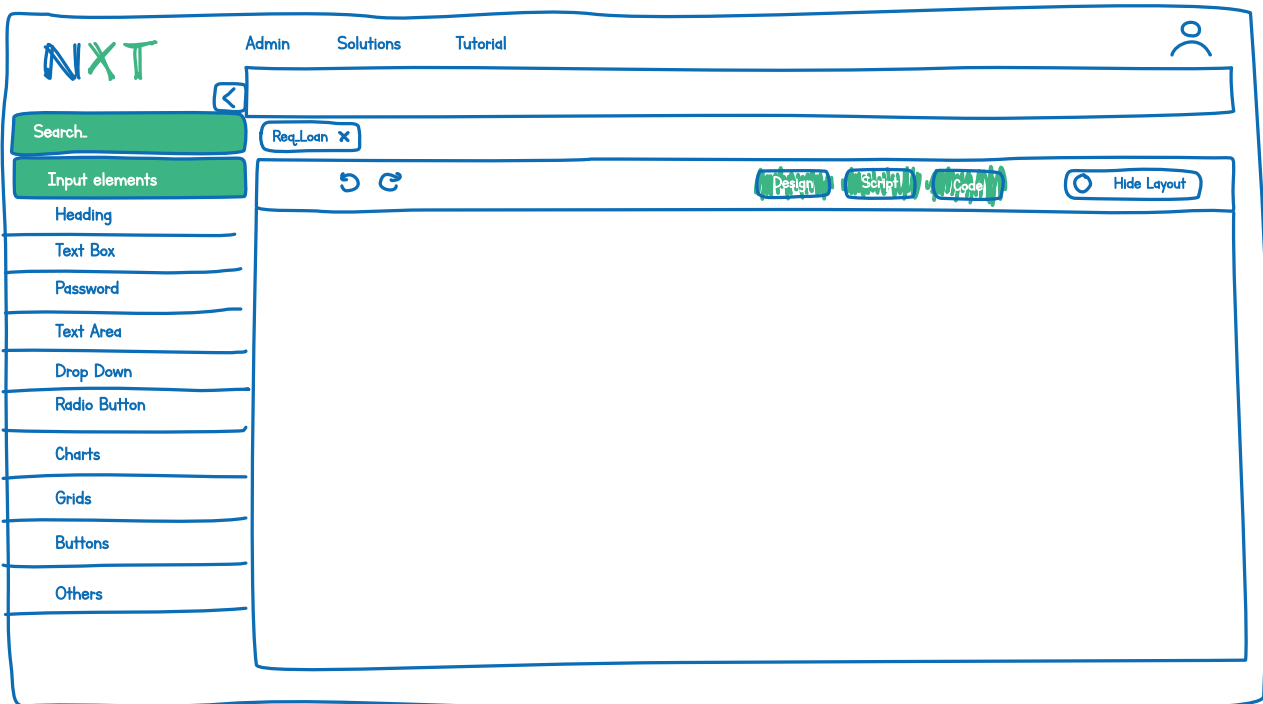 NXT
Admin Solutions Tutorial
Search..
Req_Loan
Input elements
Design Script Code Hide Layout
Heading
Text Box
Password
Text Area
Drop Down
Radio Button
Charts
Grids
Buttons
Others